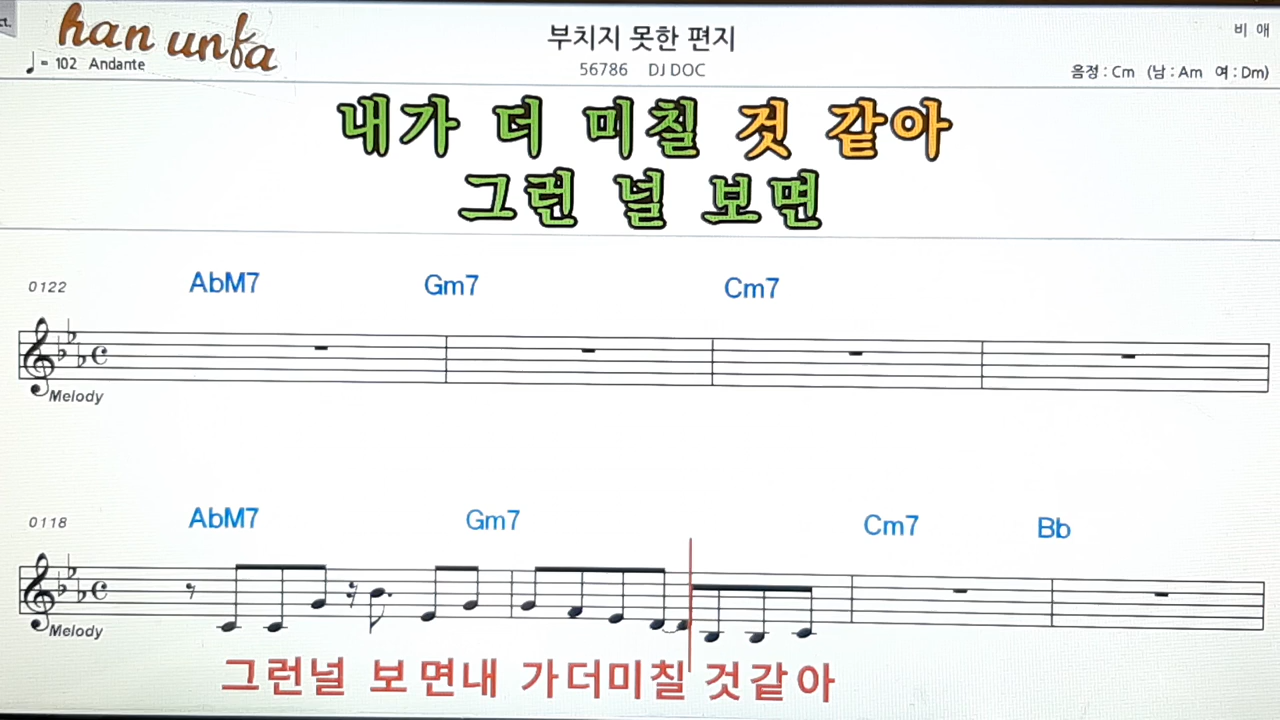 ct.
han unka
부치지 못한 편지
비 애
♩= 102 Andante
56786 DJ DOC
음정 : Cm (남 : Am 여 : Dm)
내가 더 미칠 것 같아
그런 널 보면
0122 AbM7 Gm7 Cm7
Melody
0118 AbM7 Gm7 Cm7 Bb
Melody
그런널 보면내 가더미칠 것같아